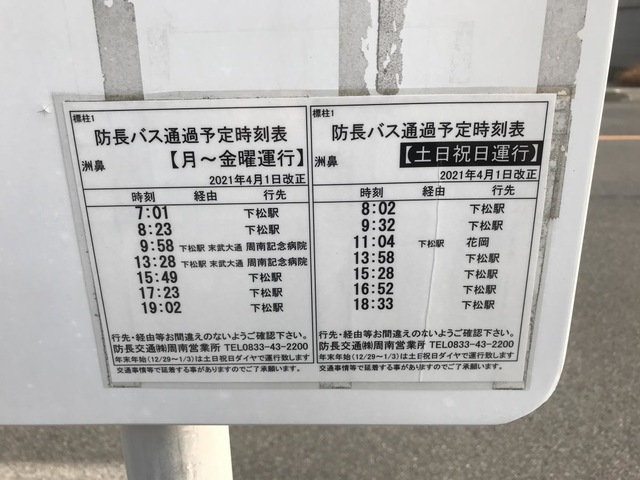 標柱1
防長バス通過予定時刻表
洲鼻 【月～金曜運行】
2021年4月1日改正
時刻 経由 行先
7:01 下松駅
8:23 下松駅
9:58 下松駅 末武大通 周南記念病院
13:28 下松駅 末武大通 周南記念病院
15:49 下松駅
17:23 下松駅
19:02 下松駅
行先・経由等お間違えのないようご確認下さい。
防長交通㈱周南営業所 TEL0833-43-2200
年末年始(12/29～1/3)は土日祝日ダイヤで運行致します
交通事情等で延着する事がありますのでご了承願います。
標柱1
防長バス通過予定時刻表
洲鼻 【土日祝日運行】
2021年4月1日改正
時刻 経由 行先
8:02 下松駅
9:32 下松駅
11:04 下松駅 花岡
13:58 下松駅
15:28 下松駅
16:52 下松駅
18:33 下松駅
行先・経由等お間違えのないようご確認下さい。
防長交通㈱周南営業所 TEL0833-43-2200
年末年始(12/29～1/3)は土日祝日ダイヤで運行致します
交通事情等で延着する事がありますのでご了承願います。